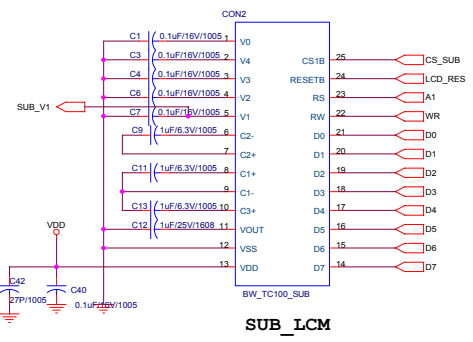 CON2
C1 0.1uF/16V/1005 1 V0
C3 0.1uF/16V/1005 2 V4 CS1B 25 CS_SUB
C4 0.1uF/16V/1005 3 V3 RESETB 24 LCD_RES
C6 0.1uF/16V/1005 4 V2 RS 23 A1
SUB_V1 C7 0.1uF/16V/1005 5 V1 RW 22 WR
C9 1uF/6.3V/1005 6 C2- D0 21 D0
7 C2+ D1 20 D1
C11 1uF/6.3V/1005 8 C1+ D2 19 D2
9 C1- D3 18 D3
C13 1uF/6.3V/1005 10 C3+ D4 17 D4
C12 1uF/25V/1608 11 VOUT D5 16 D5
VDD 12 VSS D6 15 D6
13 VDD D7 14 D7
C42 C40
27P/1005 0.1uF/16V/1005
BW_TC100_SUB
SUB_LCM